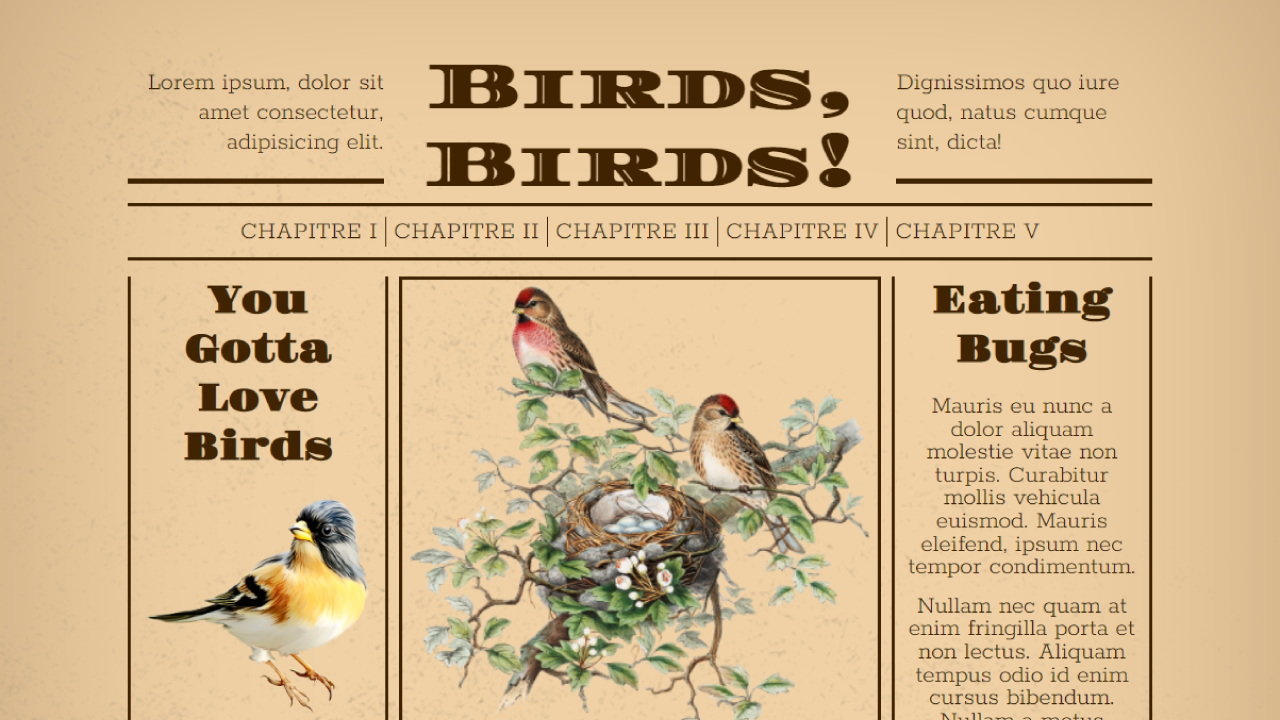 Lorem ipsum, dolor sit
amet consectetur,
adipisicing elit.
Birds,
Birds!
Dignissimos quo iure
quod, natus cumque
sint, dicta!
CHAPITRE I
CHAPITRE II
CHAPITRE III
CHAPITRE IV
CHAPITRE V
You
Gotta
Love
Birds
Eating
Bugs
Mauris eu nunc a
dolor aliquam
molestie vitae non
turpis. Curabitur
mollis vehicula
euismod. Mauris
eleifend, ipsum nec
tempor condimentum.
Nullam nec quam at
enim fringilla porta et
non lectus. Aliquam
tempus odio id enim
cursus bibendum.
Nullam a metus